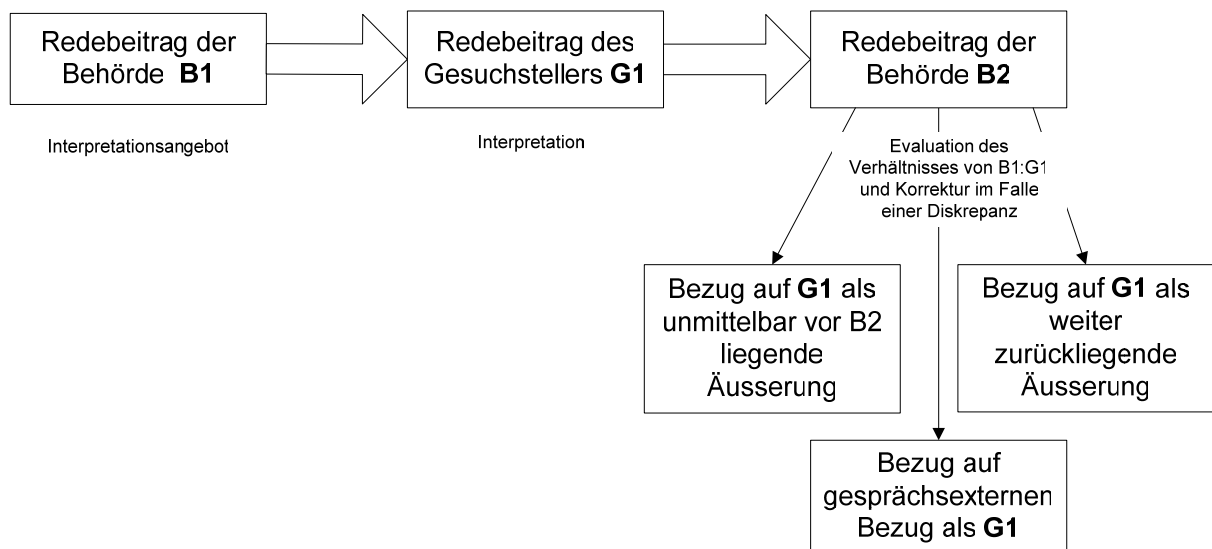 Redebeitrag der
Behörde B1
Redebeitrag des
Gesuchstellers G1
Redebeitrag der
Behörde B2
Interpretationsangebot
Interpretation
Evaluation des
Verhältnisses von B1:G1
und Korrektur im Falle
einer Diskrepanz
Bezug auf G1 als
unmittelbar vor B2
liegende
Äusserung
Bezug auf G1 als
weiter
zurückliegende
Äusserung
Bezug auf
gesprächsexternen
Bezug als G1